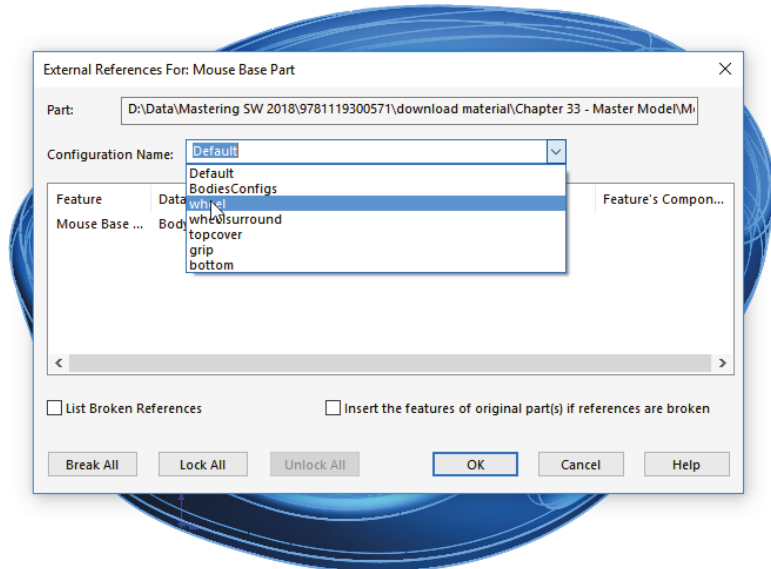 External References For: Mouse Base Part
Part: D:\Data\Mastering SW 2018\9781119300571\download material\Chapter 33 - Master Model\M
Configuration Name: Default
Default
BodiesConfigs
Feature Data Feature's Compon...
wheel
Mouse Base ... Body
wheelsurround
topcover
grip
bottom
List Broken References Insert the features of original part(s) if references are broken
Break All Lock All Unlock All OK Cancel Help